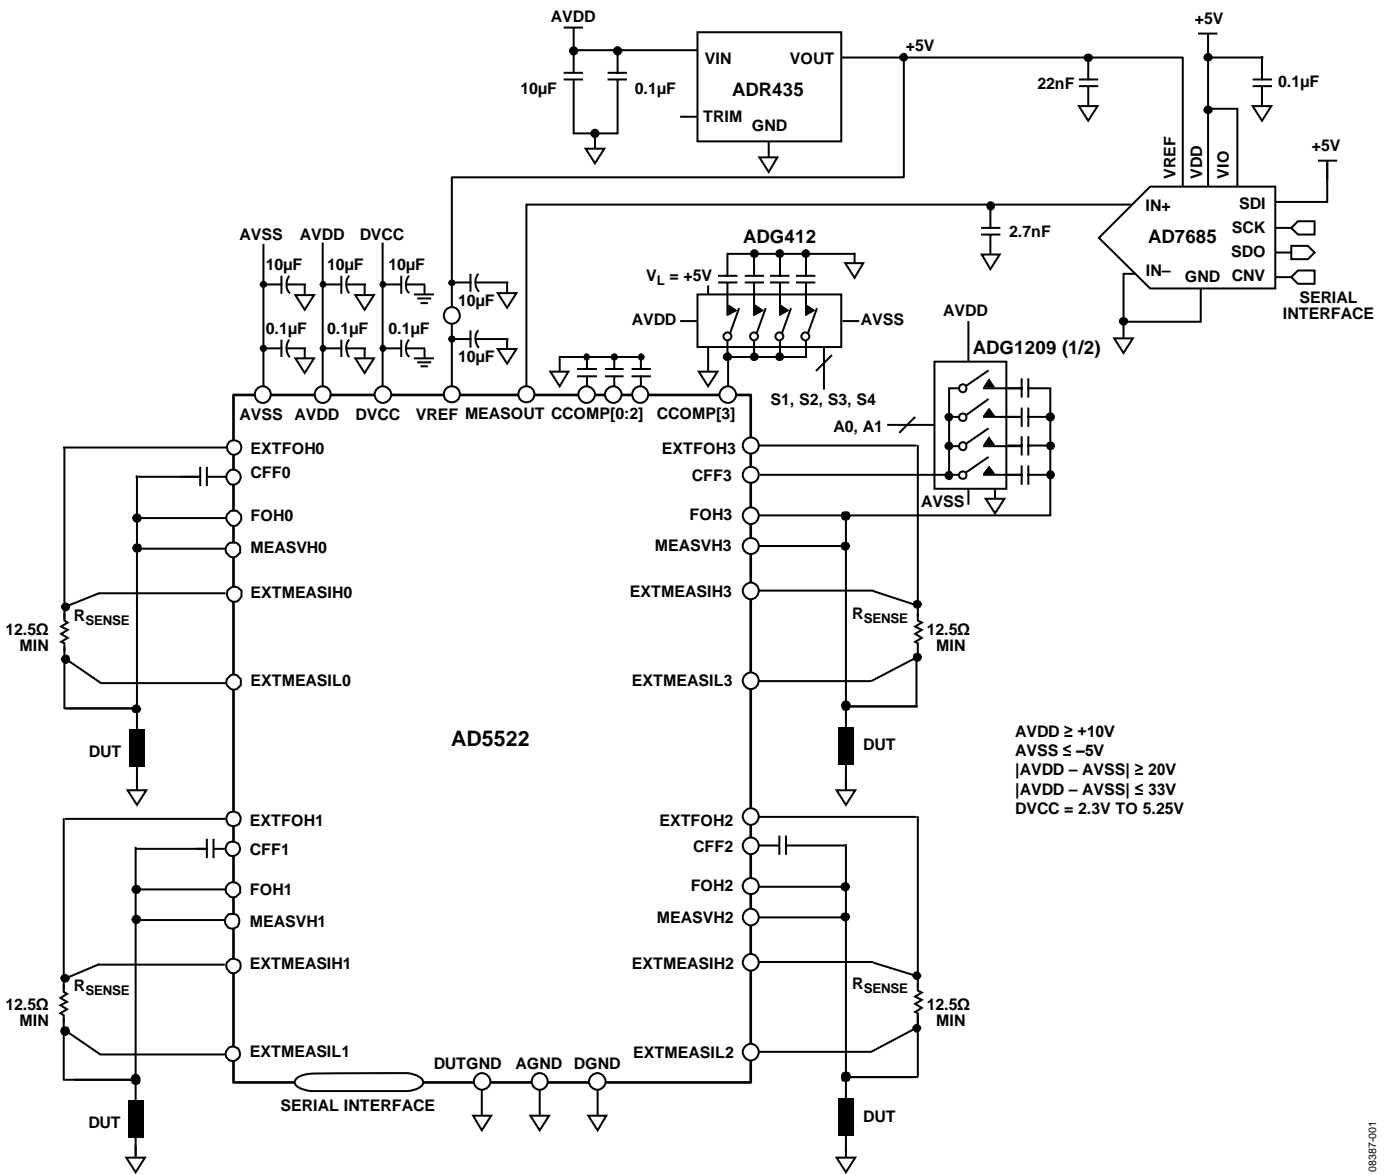 AVDD
VIN
VOUT
ADR435
TRIM
GND
10µF
0.1µF
+5V
22nF
+5V
0.1µF
VREF
VDD
VIO
+5V
IN+
SDI
AD7685
SCK
SDO
IN–
GND
CNV
SERIAL
INTERFACE
2.7nF
AVSS
AVDD
DVCC
10µF
10µF
10µF
10µF
0.1µF
0.1µF
0.1µF
10µF
ADG412
VL = +5V
AVDD
AVSS
S1, S2, S3, S4
AVDD
ADG1209 (1/2)
A0, A1
AVSS
AVSS
AVDD
DVCC
VREF
MEASOUT
CCOMP[0:2]
CCOMP[3]
EXTFOH0
CFF0
FOH0
MEASVH0
EXTMEASIH0
RSENSE
12.5Ω
MIN
EXTMEASIL0
DUT
EXTFOH3
CFF3
FOH3
MEASVH3
EXTMEASIH3
RSENSE
12.5Ω
MIN
EXTMEASIL3
DUT
AD5522
AVDD ≥ +10V
AVSS ≤ –5V
|AVDD – AVSS| ≥ 20V
|AVDD – AVSS| ≤ 33V
DVCC = 2.3V TO 5.25V
EXTFOH1
CFF1
FOH1
MEASVH1
EXTMEASIH1
RSENSE
12.5Ω
MIN
EXTMEASIL1
DUT
EXTFOH2
CFF2
FOH2
MEASVH2
EXTMEASIH2
RSENSE
12.5Ω
MIN
EXTMEASIL2
DUT
DUTGND
AGND
DGND
SERIAL INTERFACE
08387-001